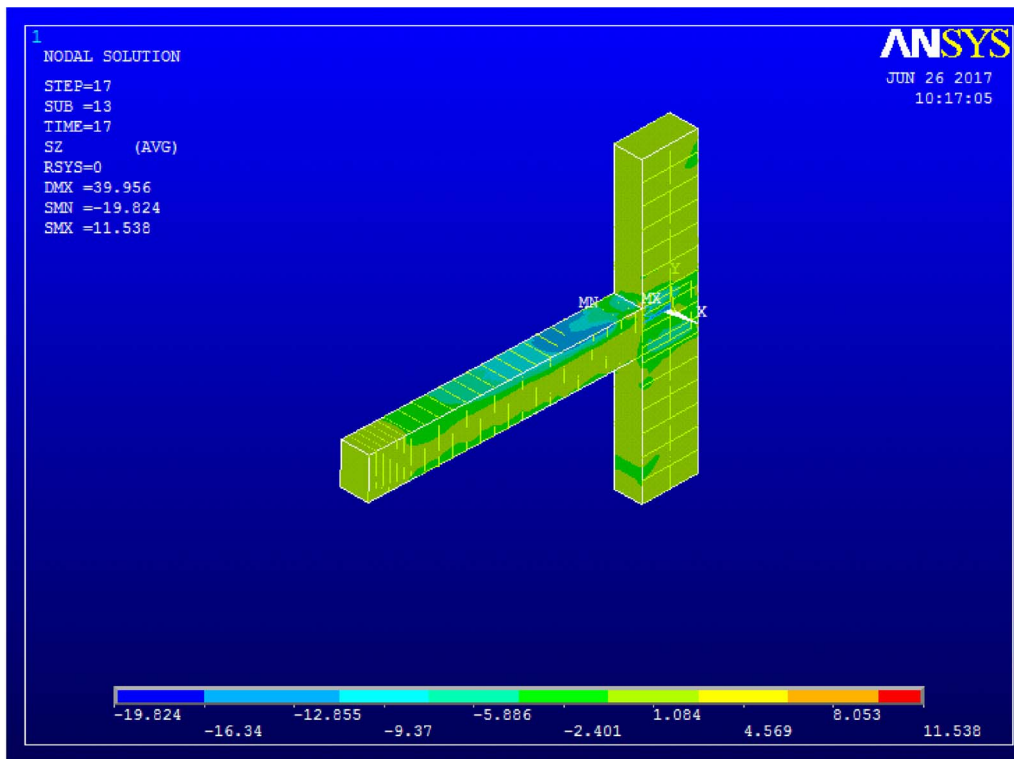 1
NODAL SOLUTION
STEP=17
SUB =13
TIME=17
SZ (AVG)
RSYS=0
DMX =39.956
SMN =-19.824
SMX =11.538
ANSYS
JUN 26 2017
10:17:05
Y
MN MX X
-19.824 -12.855 -5.886 1.084 8.053
-16.34 -9.37 -2.401 4.569 11.538